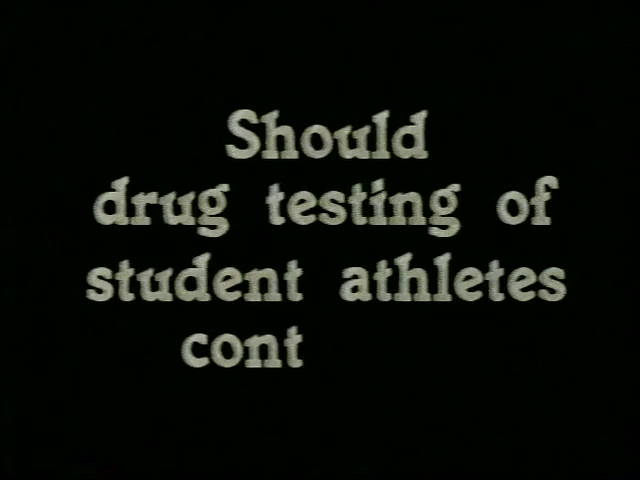 Should
drug testing of
student athletes
cont